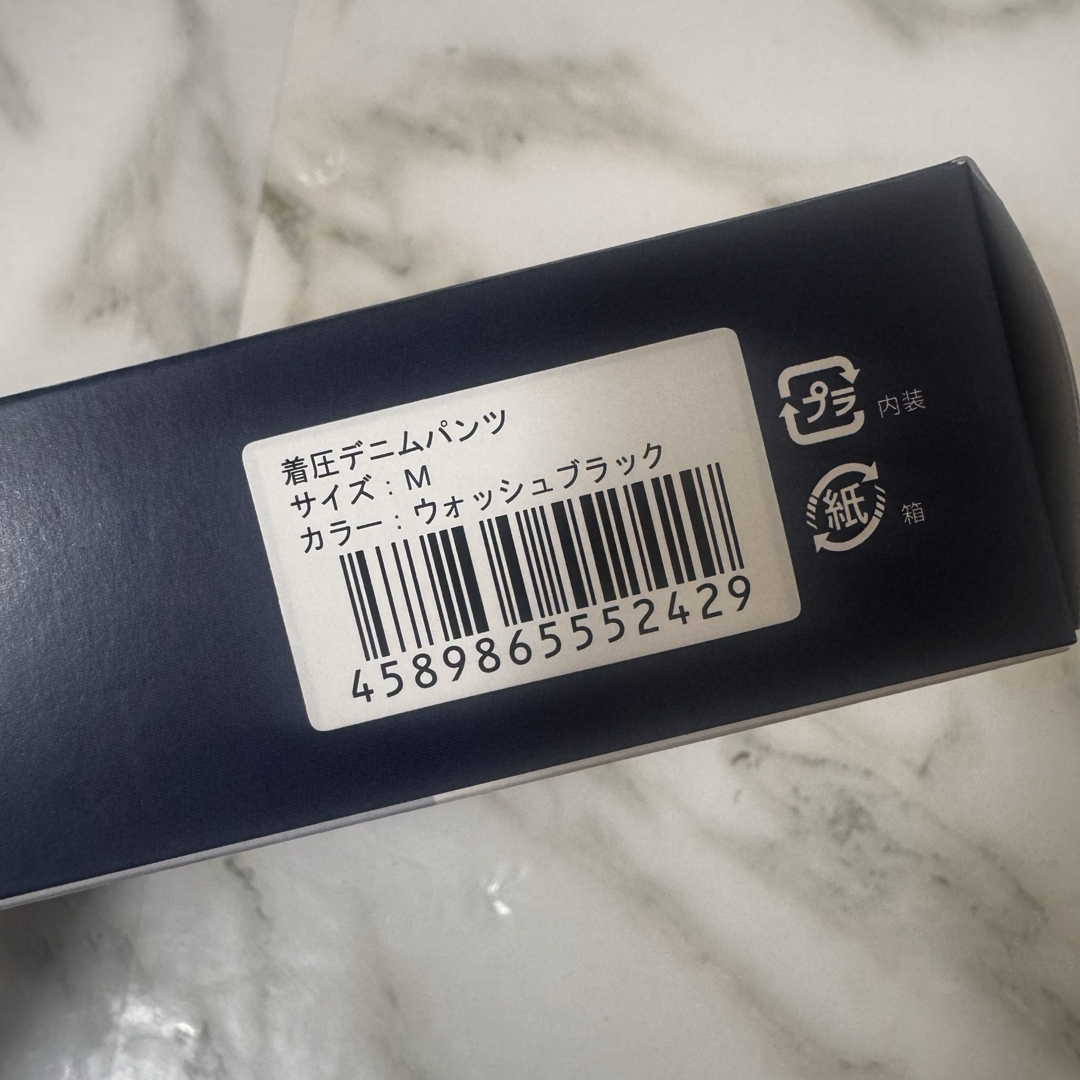 着圧デニムパンツ
サイズ：M
カラー：ウォッシュブラック
4589865552429
プラ 内装
紙 箱